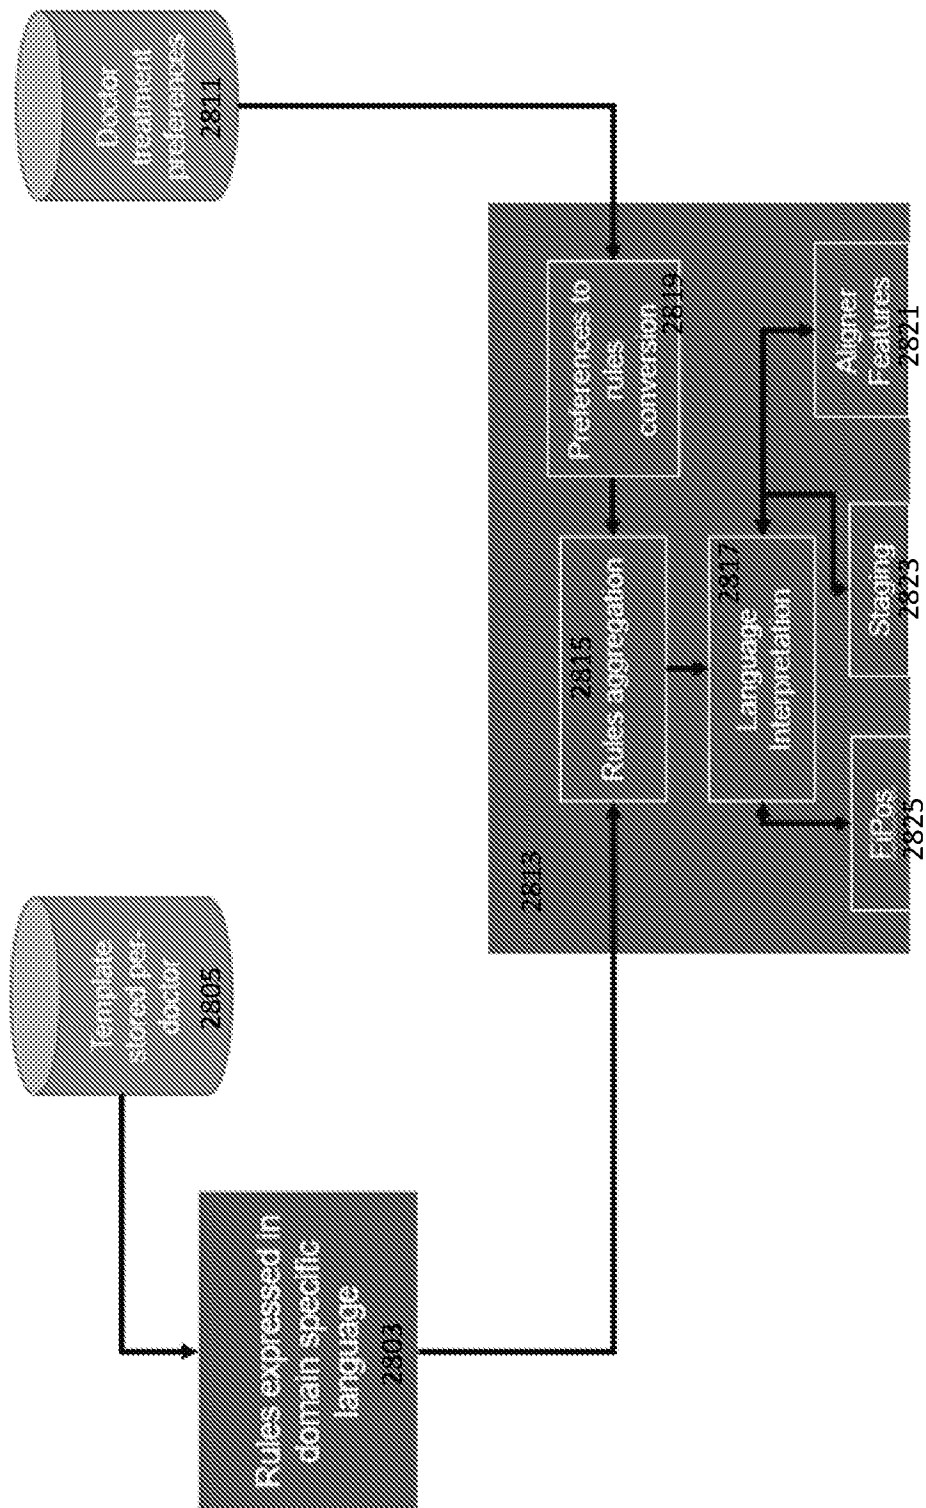 Template
stored per
doctor
2805
Doctor
treatment
preferences
2811
Rules expressed in
domain specific
language
2803
2813
2815
Rules aggregation
Preferences to
rules
conversion
2819
2817
Language
Interpretation
FiPos
2825
Staging
2823
Aligner
Features
2821